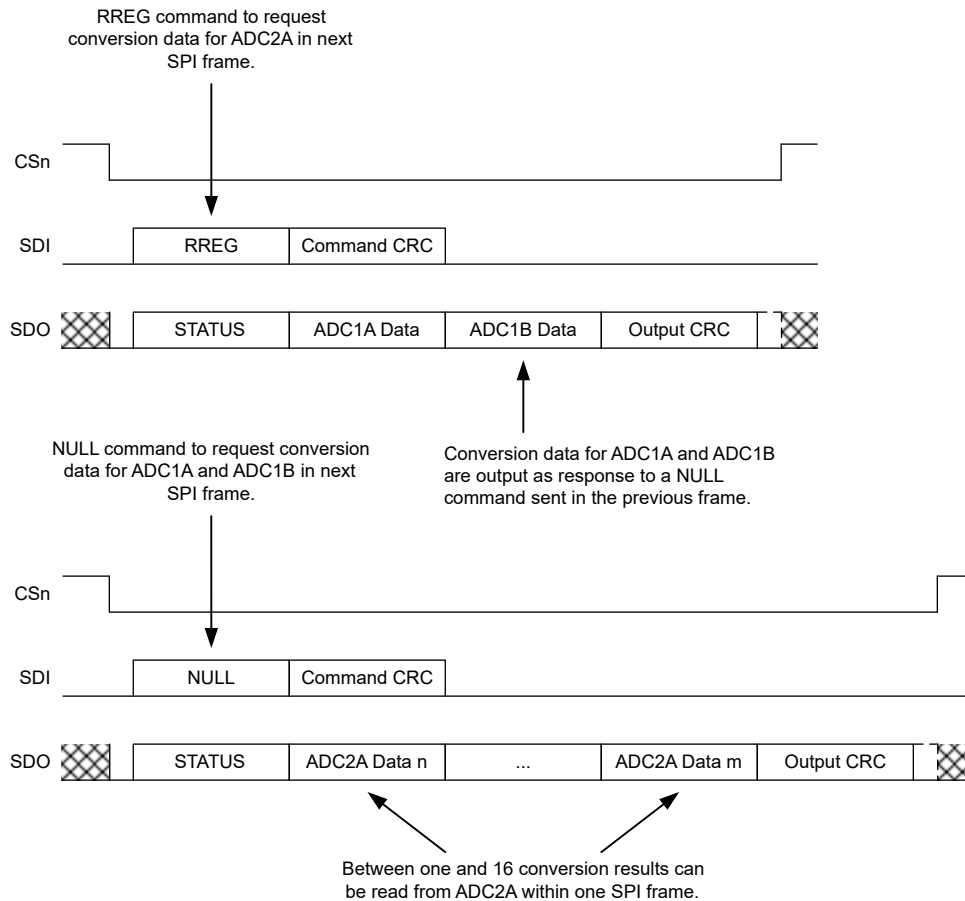 RREG command to request
conversion data for ADC2A in next
SPI frame.
CSn
SDI
RREG
Command CRC
SDO
STATUS
ADC1A Data
ADC1B Data
Output CRC
NULL command to request conversion
data for ADC1A and ADC1B in next
SPI frame.
Conversion data for ADC1A and ADC1B
are output as response to a NULL
command sent in the previous frame.
CSn
SDI
NULL
Command CRC
SDO
STATUS
ADC2A Data n
...
ADC2A Data m
Output CRC
Between one and 16 conversion results can
be read from ADC2A within one SPI frame.